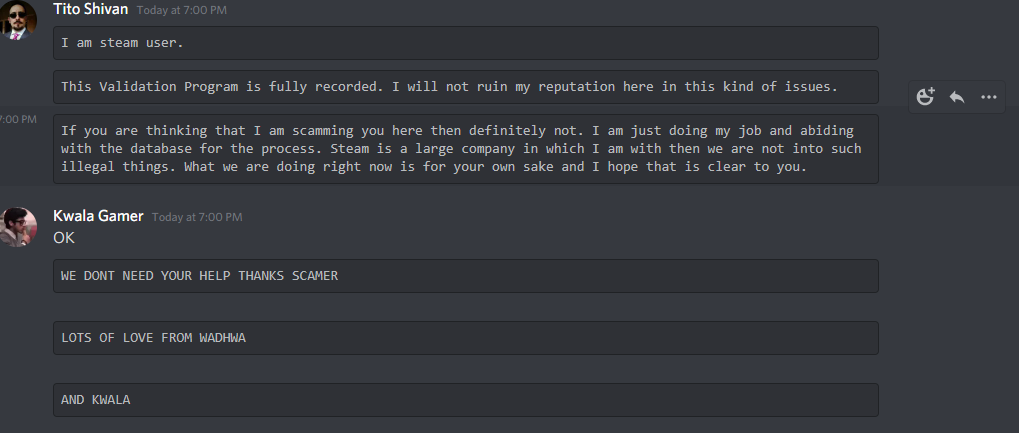 Tito Shivan Today at 7:00 PM
I am steam user.
This Validation Program is fully recorded. I will not ruin my reputation here in this kind of issues.
7:00 PM
If you are thinking that I am scamming you here then definitely not. I am just doing my job and abiding
with the database for the process. Steam is a large company in which I am with then we are not into such
illegal things. What we are doing right now is for your own sake and I hope that is clear to you.
Kwala Gamer Today at 7:00 PM
OK
WE DONT NEED YOUR HELP THANKS SCAMER
LOTS OF LOVE FROM WADHWA
AND KWALA